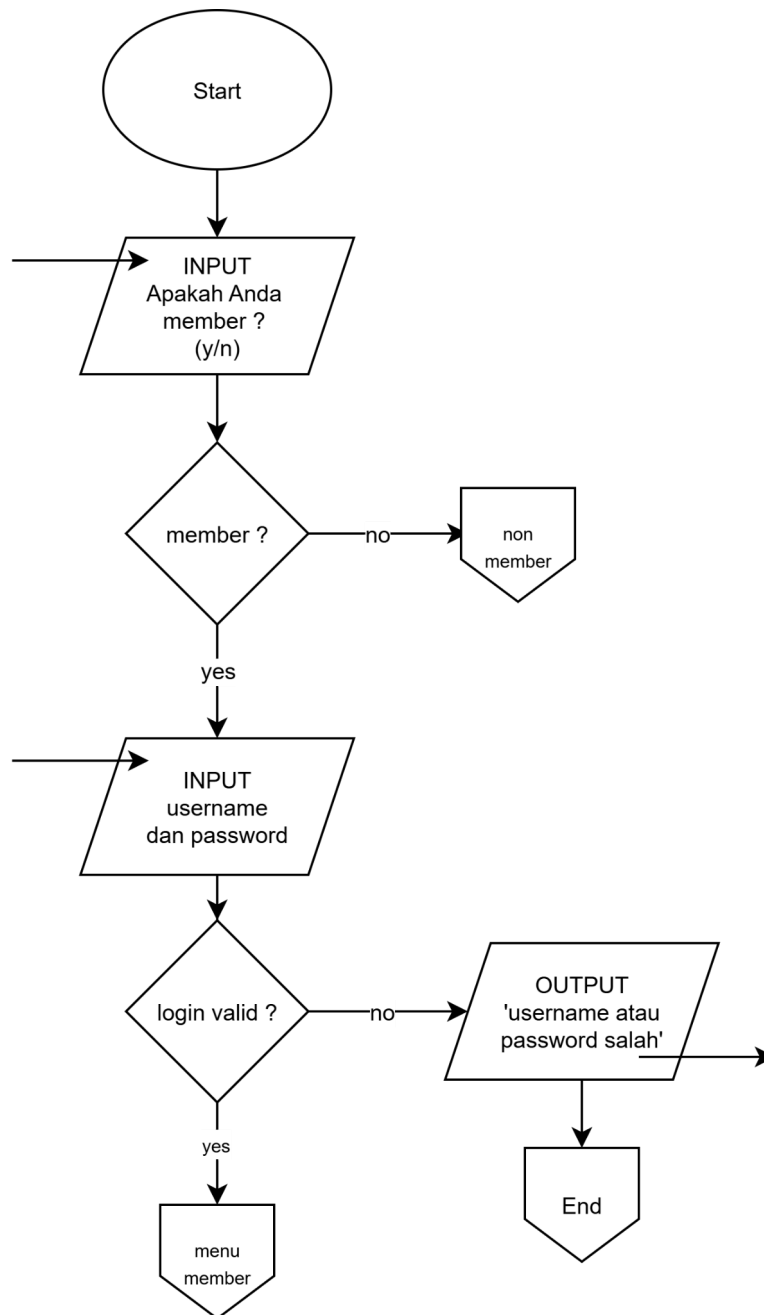 Start
INPUT
Apakah Anda
member ?
(y/n)
member ?
no
non
member
yes
INPUT
username
dan password
login valid ?
no
OUTPUT
'username atau
password salah'
yes
End
menu
member